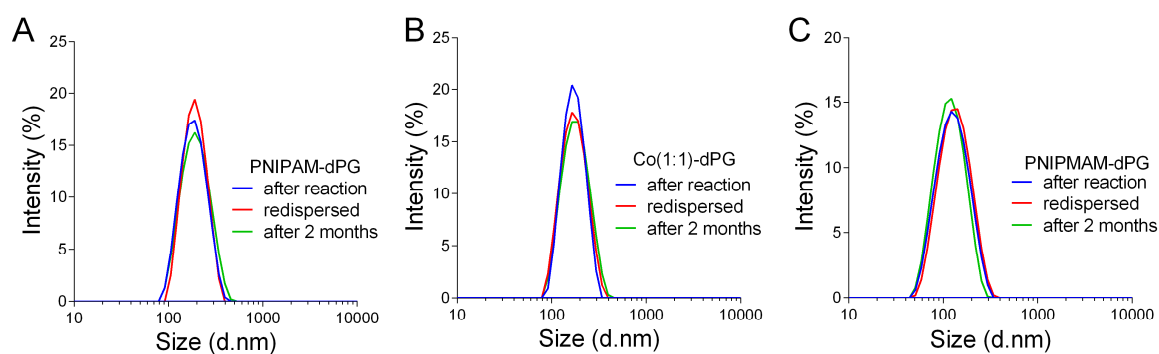 A
Intensity (%)
25
20
15
10
5
0
10
100
1000
10000
Size (d.nm)
PNIPAM-dPG
after reaction
redispersed
after 2 months
B
Intensity (%)
25
20
15
10
5
0
10
100
1000
10000
Size (d.nm)
Co(1:1)-dPG
after reaction
redispersed
after 2 months
C
Intensity (%)
20
15
10
5
0
10
100
1000
10000
Size (d.nm)
PNIPMAM-dPG
after reaction
redispersed
after 2 months